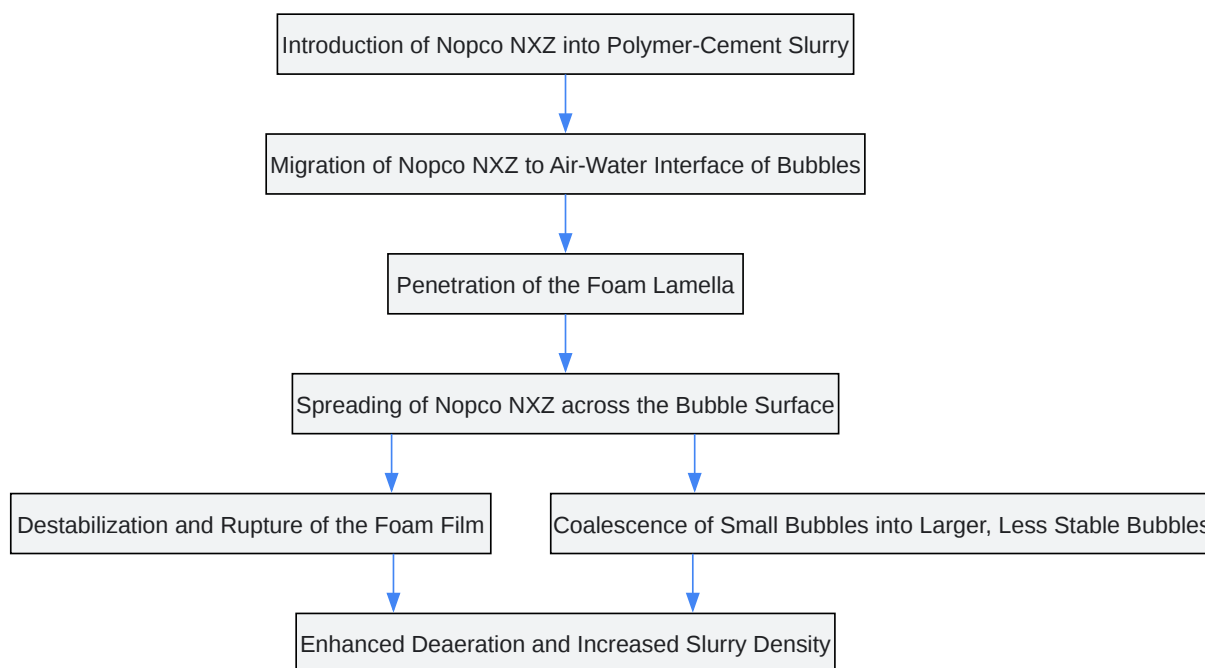 Introduction of Nopco NXZ into Polymer-Cement Slurry
Migration of Nopco NXZ to Air-Water Interface of Bubbles
Penetration of the Foam Lamella
Spreading of Nopco NXZ across the Bubble Surface
Destabilization and Rupture of the Foam Film
Coalescence of Small Bubbles into Larger, Less Stable Bubbles
Enhanced Deaeration and Increased Slurry Density